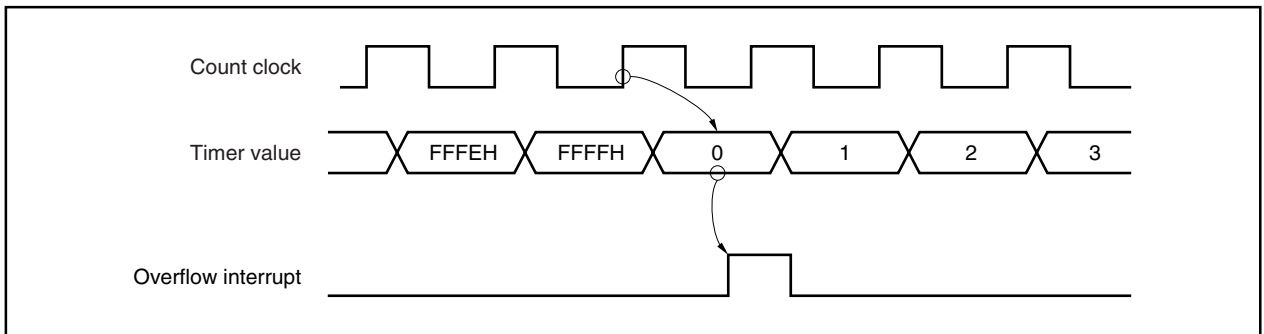 Count clock
Timer value FFFEH FFFFH 0 1 2 3
Overflow interrupt